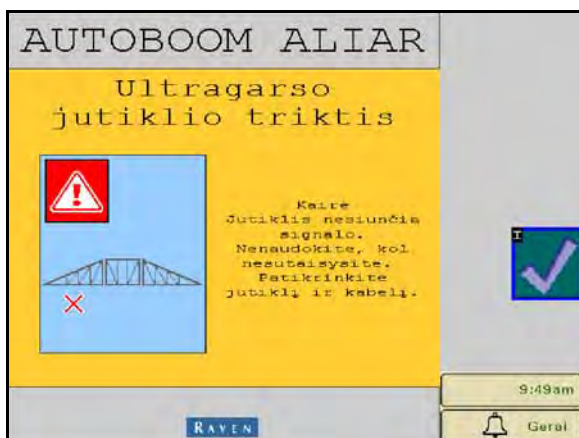 AUTOBOOM ALIAR
Ultragarso
jutiklio triktis
Kairė
Jutiklis nesiunčia
signalo.
Nenaudokite, kol
nesutaisysite.
Patikrinkite
jutiklį ir kabelį.
I
9:49am
RAVEN
Gerai